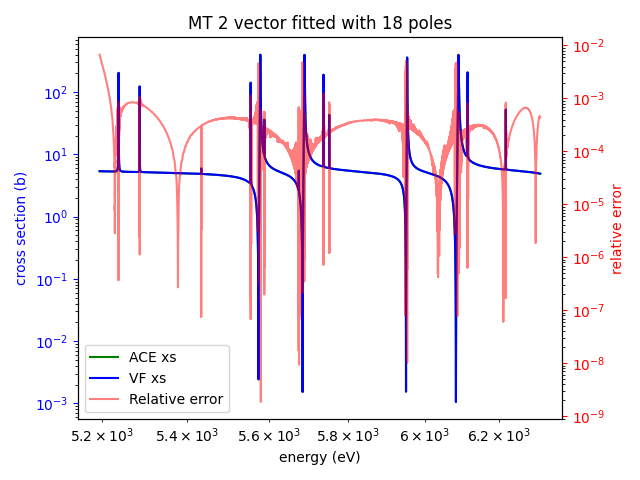 MT 2 vector fitted with 18 poles
cross section (b)
10²
10¹
10⁰
10⁻¹
10⁻²
10⁻³
10⁻²
10⁻³
10⁻⁴
10⁻⁵
10⁻⁶
10⁻⁷
10⁻⁸
10⁻⁹
relative error
ACE xs
VF xs
Relative error
5.2 × 10³ 5.4 × 10³ 5.6 × 10³ 5.8 × 10³ 6 × 10³ 6.2 × 10³
energy (eV)